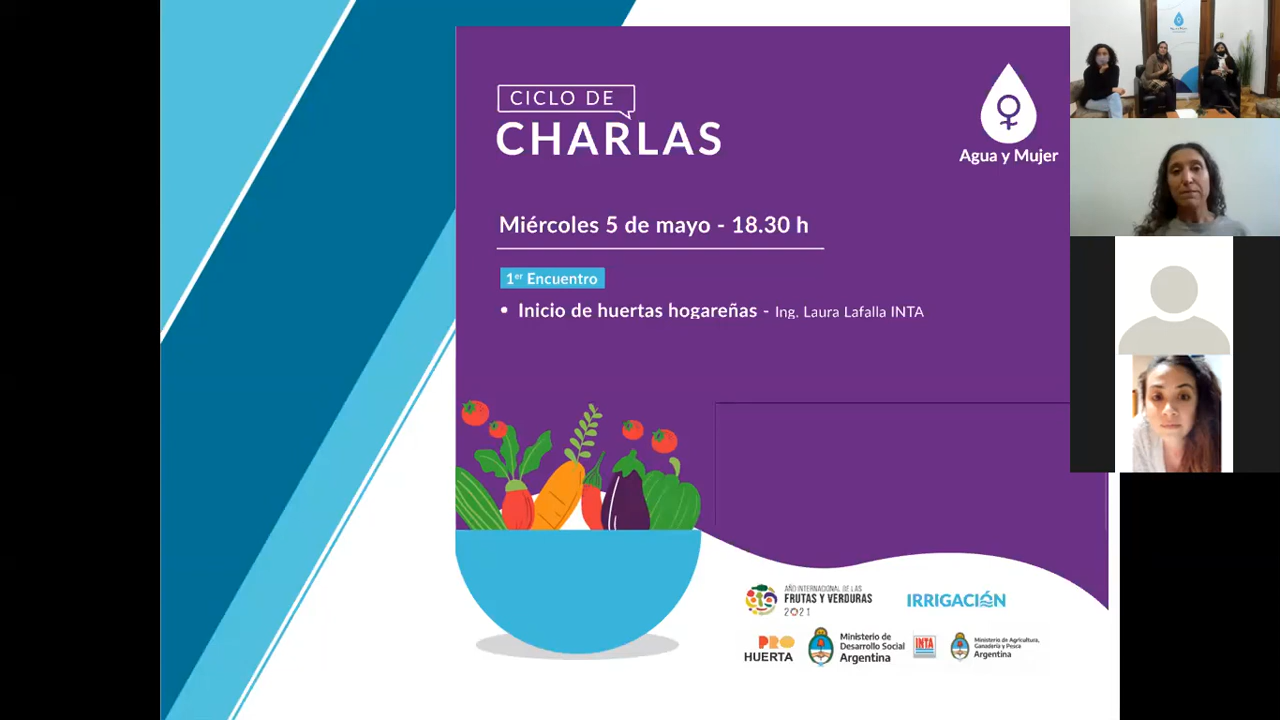 CICLO DE
CHARLAS
Agua y Mujer
Miércoles 5 de mayo - 18.30 h
1er Encuentro
• Inicio de huertas hogareñas - Ing. Laura Lafalla INTA
AÑO INTERNACIONAL DE LAS
FRUTAS Y VERDURAS
2021
IRRIGACIÓN
PRO
HUERTA
Ministerio de
Desarrollo Social
Argentina
INTA
Ministerio de Agricultura,
Ganadería y Pesca
Argentina